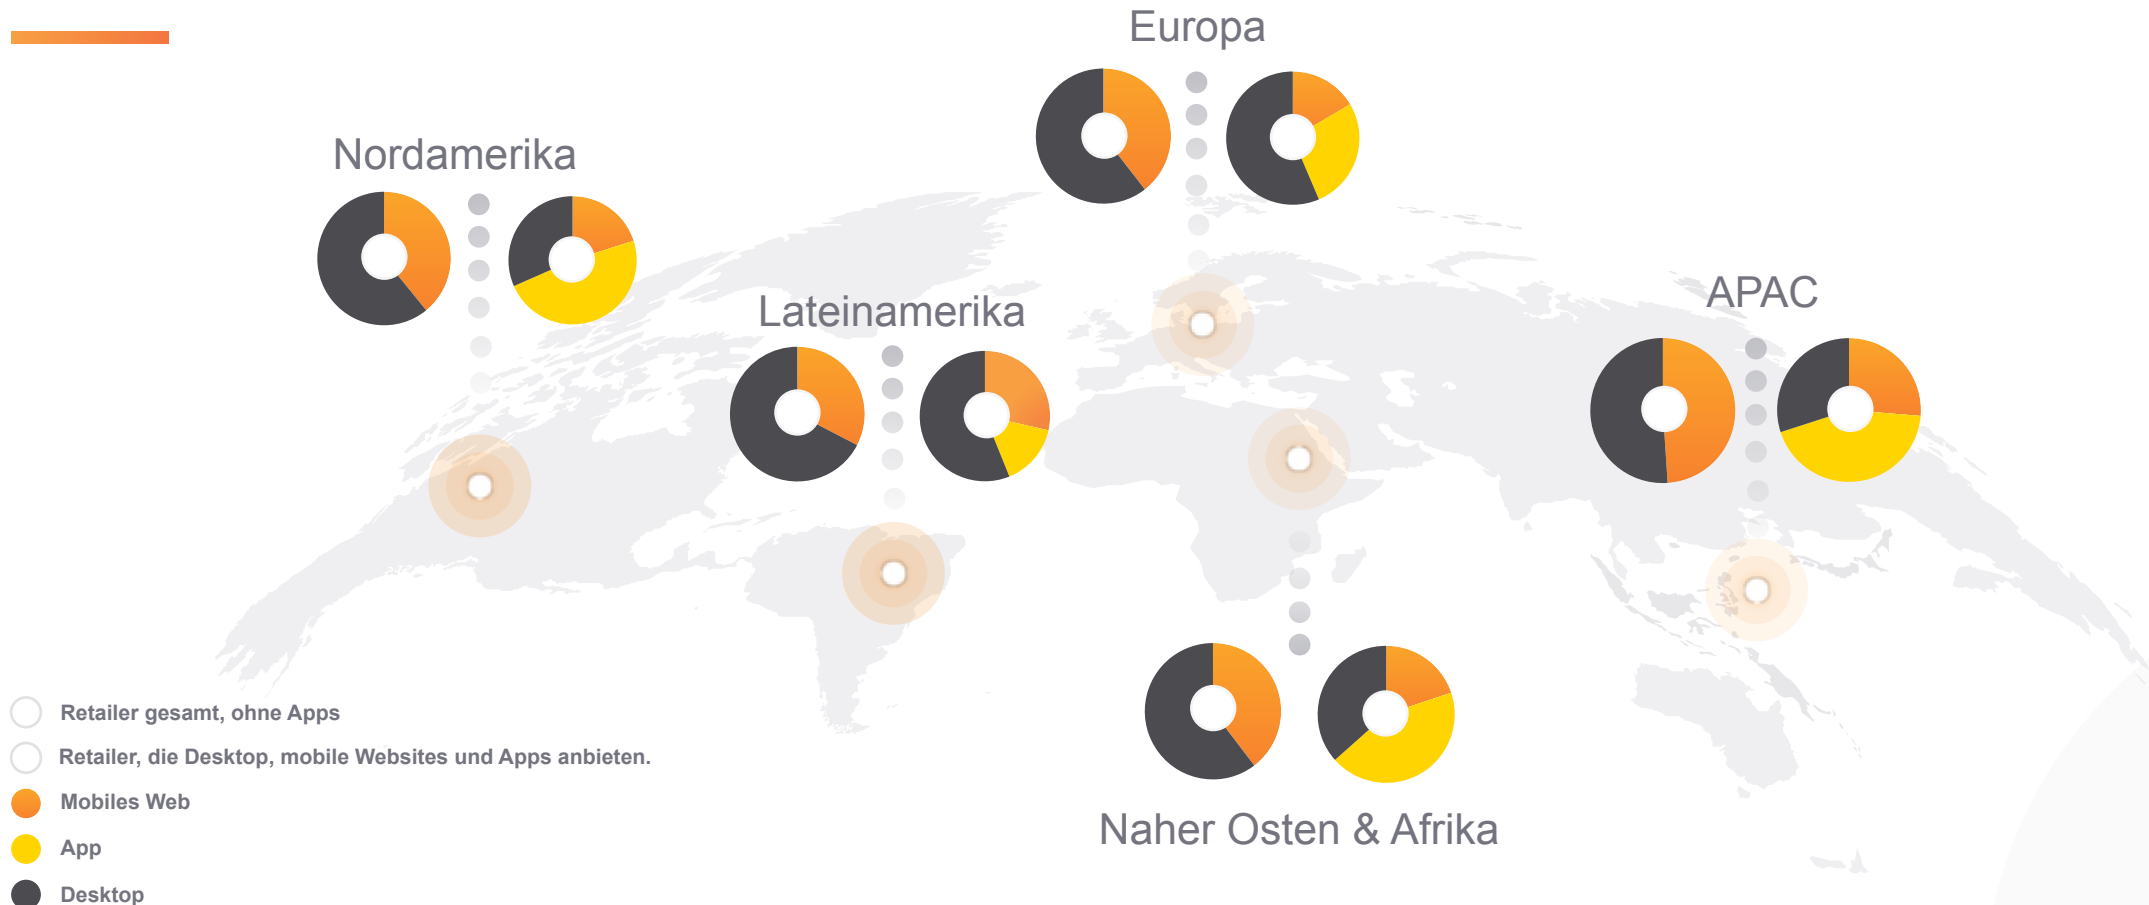 Europa
Nordamerika
Lateinamerika
APAC
Naher Osten & Afrika
Retailer gesamt, ohne Apps
Retailer, die Desktop, mobile Websites und Apps anbieten.
Mobiles Web
App
Desktop